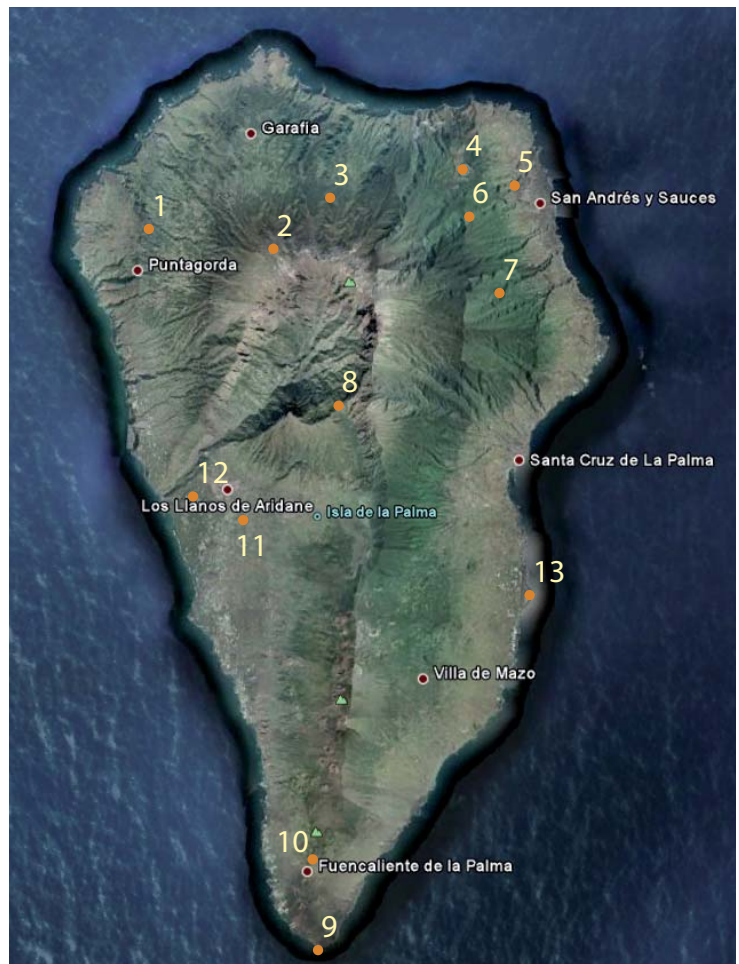 Garafía
4
3
5
1
6
San Andrés y Sauces
2
Puntagorda
7
8
Santa Cruz de La Palma
12
Los Llanos de Aridane
Isla de la Palma
11
13
Villa de Mazo
10
Fuencaliente de la Palma
9